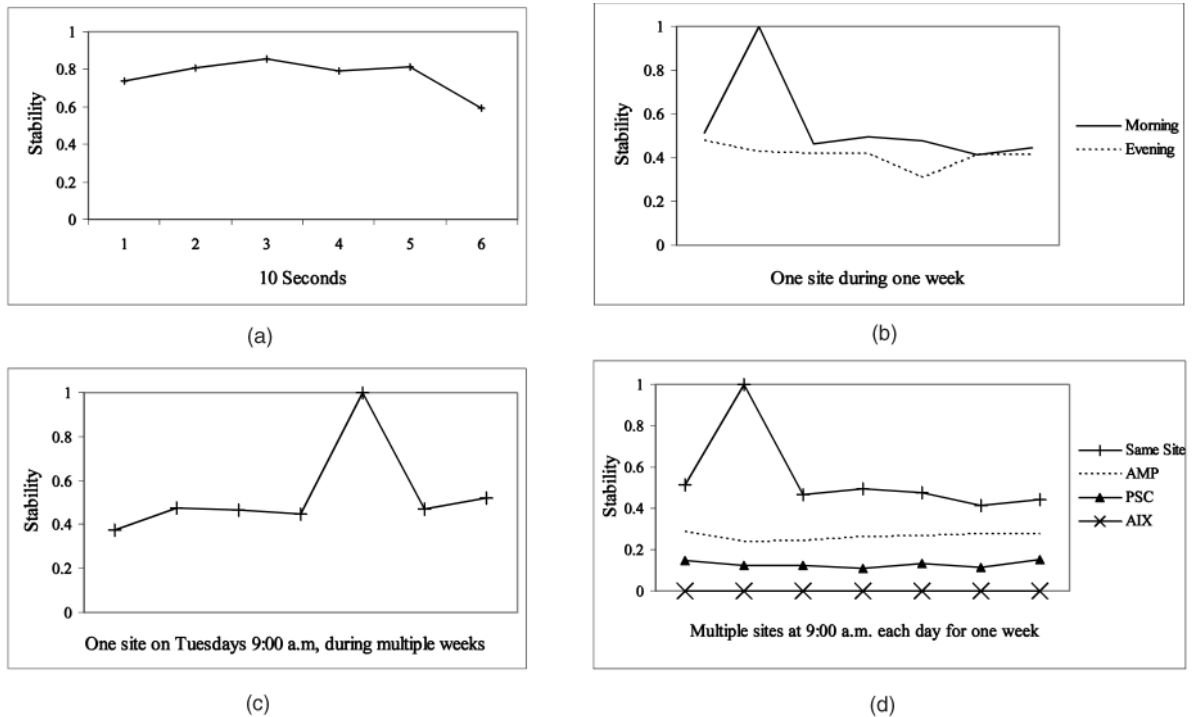 1
0.8
0.6
0.4
0.2
0
Stability
1 2 3 4 5 6
10 Seconds
(a)
1
0.8
0.6
0.4
0.2
0
Stability
Morning
Evening
One site during one week
(b)
1
0.8
0.6
0.4
0.2
0
Stability
One site on Tuesdays 9:00 a.m, during multiple weeks
(c)
1
0.8
0.6
0.4
0.2
0
Stability
Same Site
AMP
PSC
AIX
Multiple sites at 9:00 a.m. each day for one week
(d)